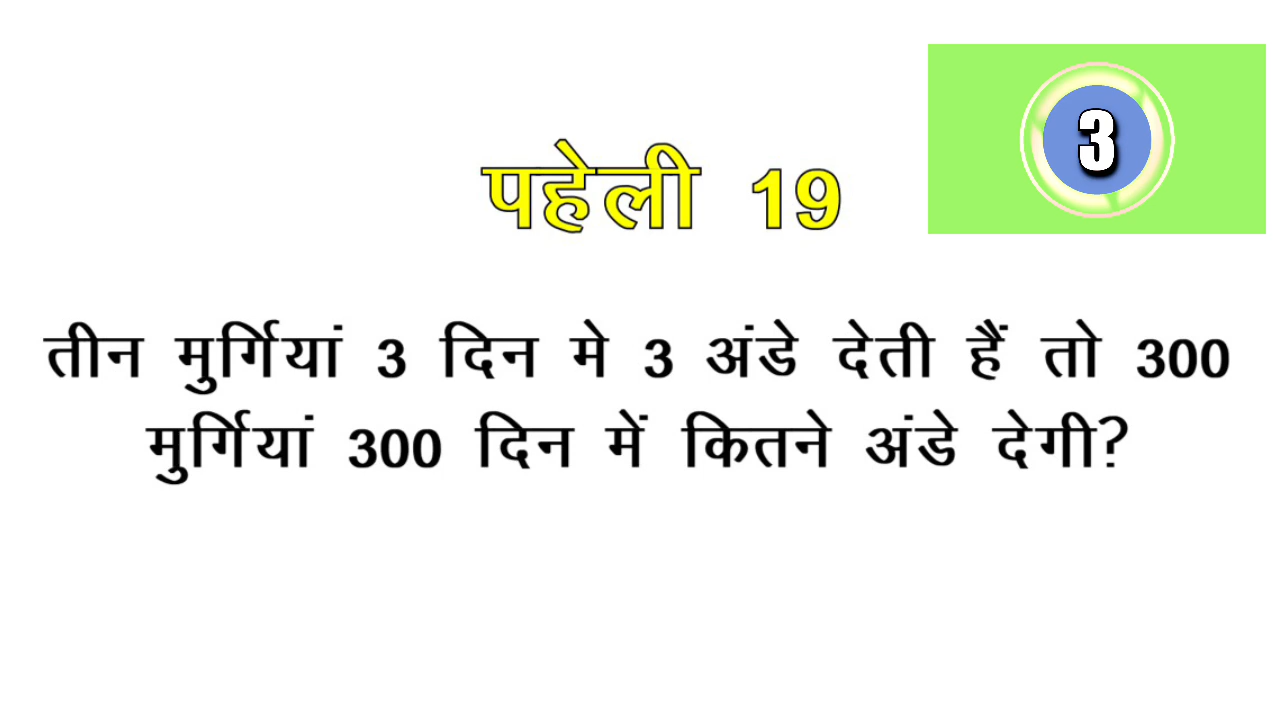 3
पहेली 19
तीन मुर्गियां 3 दिन मे 3 अंडे देती हैं तो 300
मुर्गियां 300 दिन में कितने अंडे देगी?